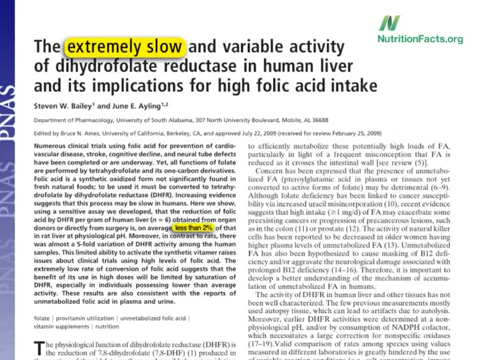 NutritionFacts.org
The extremely slow and variable activity
of dihydrofolate reductase in human liver
and its implications for high folic acid intake
Steven W. Bailey¹ and June E. Ayling¹,²
Department of Pharmacology, University of South Alabama, 307 North University Boulevard, Mobile, AL 36688
Edited by Bruce N. Ames, University of California, Berkeley, CA, and approved July 22, 2009 (received for review February 25, 2009)
PNAS
Numerical clinical trials using folic acid for prevention of cardio-
vascular disease, stroke, cognitive decline, and neural tube defects
have been completed or are underway. Yet, all functions of folate
are performed by tetrahydrofolate and its one-carbon derivatives.
Folic acid is a synthetic oxidized form not significantly found in
fresh natural foods; to be used it must be converted to tetrahy-
drofolate by dihydrofolate reductase (DHFR). Increasing evidence
suggests that this process may be slow in humans. Here we show,
using a sensitive assay we developed, that the reduction of folic
acid by DHFR per gram of human liver (n = 6) obtained from organ
donors or directly from surgery is, on average, less than 2% of that
in rat liver at physiological pH. Moreover, in contrast to rats, there
was almost a 5-fold variation of DHFR activity among the human
samples. This limited ability to activate the synthetic vitamer raises
issues about clinical trials using high levels of folic acid. The
extremely low rate of conversion of folic acid suggests that the
benefit of its use in high doses will be limited by saturation of
DHFR, especially in individuals possessing lower than average
activity. These results are also consistent with the reports of
unmetabolized folic acid in plasma and urine.
folate | provitamin utilization | unmetabolized folic acid |
vitamin supplements | nutrition
The physiological function of dihydrofolate reductase (DHFR) is
the reduction of 7,8-dihydrofolate (7,8-DHF) (1) produced in
to efficiently metabolize these potentially high loads of FA,
particularly in light of a frequent misconception that FA is
reduced as it crosses the intestinal wall [see review (5)].
Concern has been expressed that the presence of unmetabo-
lized FA (pteroylglutamic acid in plasma or tissues not yet
converted to active forms of folate) may be detrimental (6–9).
Although folate deficiency has been linked to cancer suscepti-
bility via increased uracil misincorporation (10), recent evidence
suggests that high intake (≥1 mg/d) of FA may exacerbate some
preexisting cancers or progression of precancerous lesions, such
as in the colon (11) or prostate (12). The activity of natural killer
cells has been reported to be decreased in older women having
higher plasma levels of unmetabolized FA (13). Unmetabolized
FA has also been hypothesized to cause masking of B12 defi-
ciency and/or aggravate the neurological damage associated with
prolonged B12 deficiency (14–16). Therefore, it is important to
develop a better understanding of the mechanism of accumu-
lation of unmetabolized FA in humans.
The activity of DHFR in human liver and other tissues has not
been well characterized. The few previous measurements mostly
used autopsy tissue, which can lead to artifacts due to autolysis.
Moreover, earlier DHFR activities were determined at a non-
physiological pH, and/or by consumption of NADPH cofactor,
which necessitates a large correction for nonspecific oxidases
(17–19). Valid comparison of rates among species using values
measured in different laboratories is greatly hindered by the use